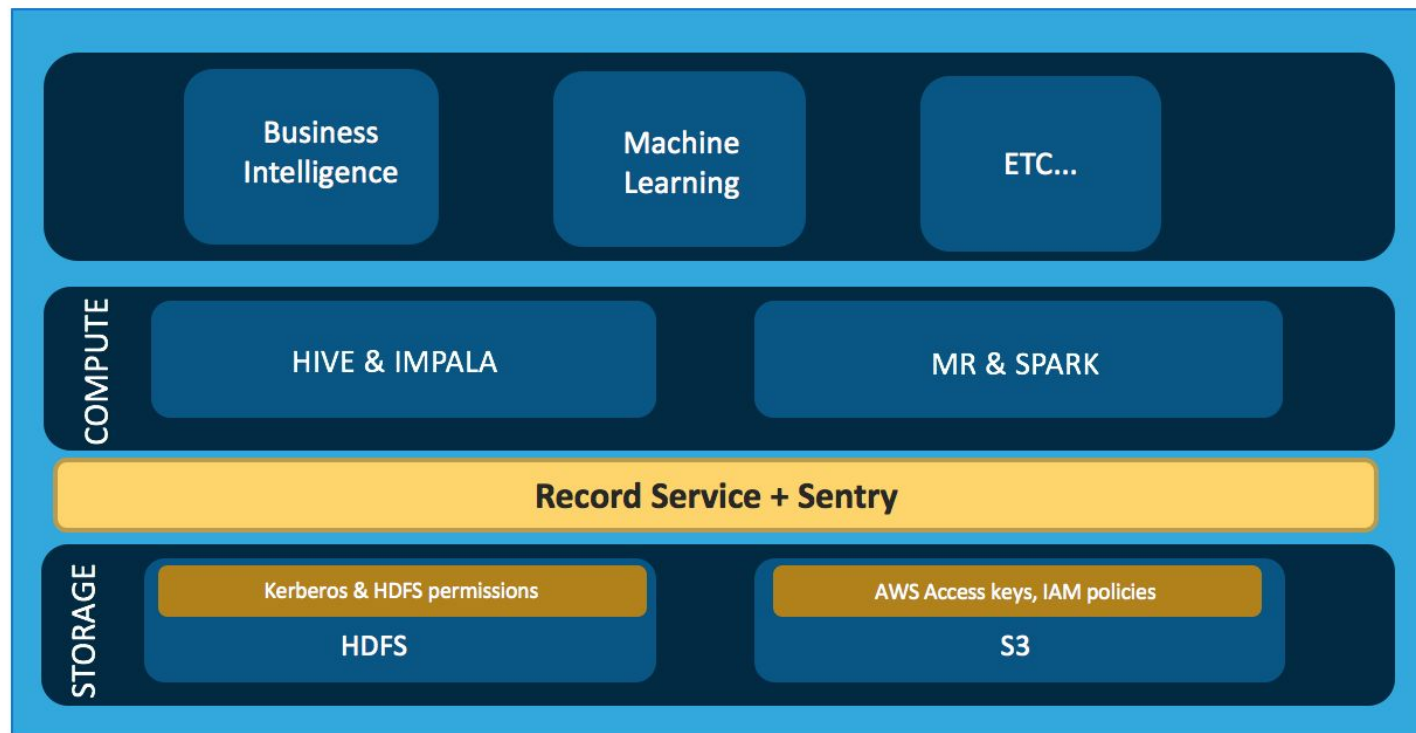 Business
Intelligence
Machine
Learning
ETC...
COMPUTE
HIVE & IMPALA
MR & SPARK
Record Service + Sentry
STORAGE
Kerberos & HDFS permissions
HDFS
AWS Access keys, IAM policies
S3